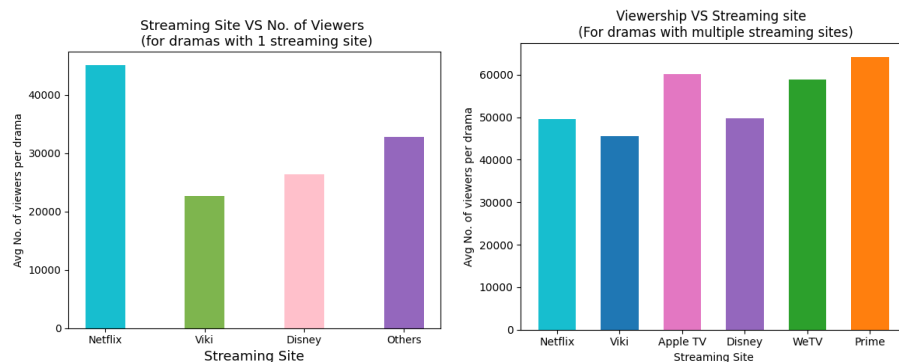 Streaming Site VS No. of Viewers
(for dramas with 1 streaming site)
Avg No. of viewers per drama
40000
30000
20000
10000
0
Netflix
Viki
Disney
Others
Streaming Site
Viewership VS Streaming site
(For dramas with multiple streaming sites)
Avg No. of viewers per drama
60000
50000
40000
30000
20000
10000
0
Netflix
Viki
Apple TV
Disney
WeTV
Prime
Streaming Site